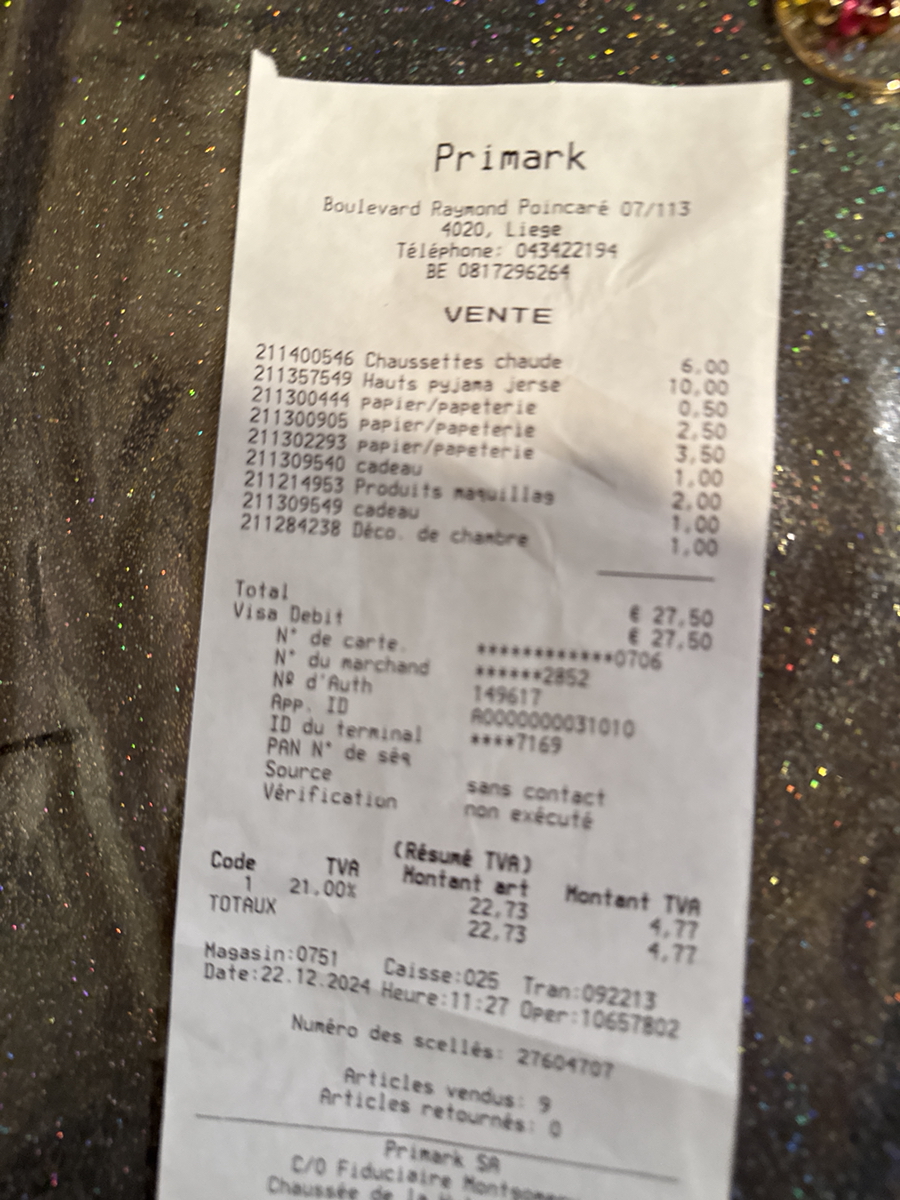 Primark
Boulevard Raymond Poincaré 07/113
4020, Liege
Téléphone: 043422194
BE 0817296264
VENTE
211400546 Chaussettes chaude 6,00
211357549 Hauts pyjama jerse 10,00
211300444 papier/papeterie 0,50
211300905 papier/papeterie 2,50
211302293 papier/papeterie 3,50
211309540 cadeau 1,00
211214953 Produits maquillag 2,00
211309549 cadeau 1,00
211284238 Déco. de chambre 1,00
Total € 27,50
Visa Debit € 27,50
N° de carte. ************0706
N° du marchand ******2852
Nº d'Auth 149617
App. ID A0000000031010
ID du terminal ****7169
PAN N° de séq
Source sans contact
Vérification non exécuté
(Résumé TVA)
Code TVA Montant art Montant TVA
1 21.00% 22,73 4,77
TOTAUX 22,73 4,77
Magasin:0751 Caisse:025 Tran:092213
Date:22.12.2024 Heure:11:27 Oper:10657802
Numéro des scellés: 27604707
Articles vendus: 9
Articles retournés: 0
Primark SA
C/O Fiduciaire
Chaussée de la